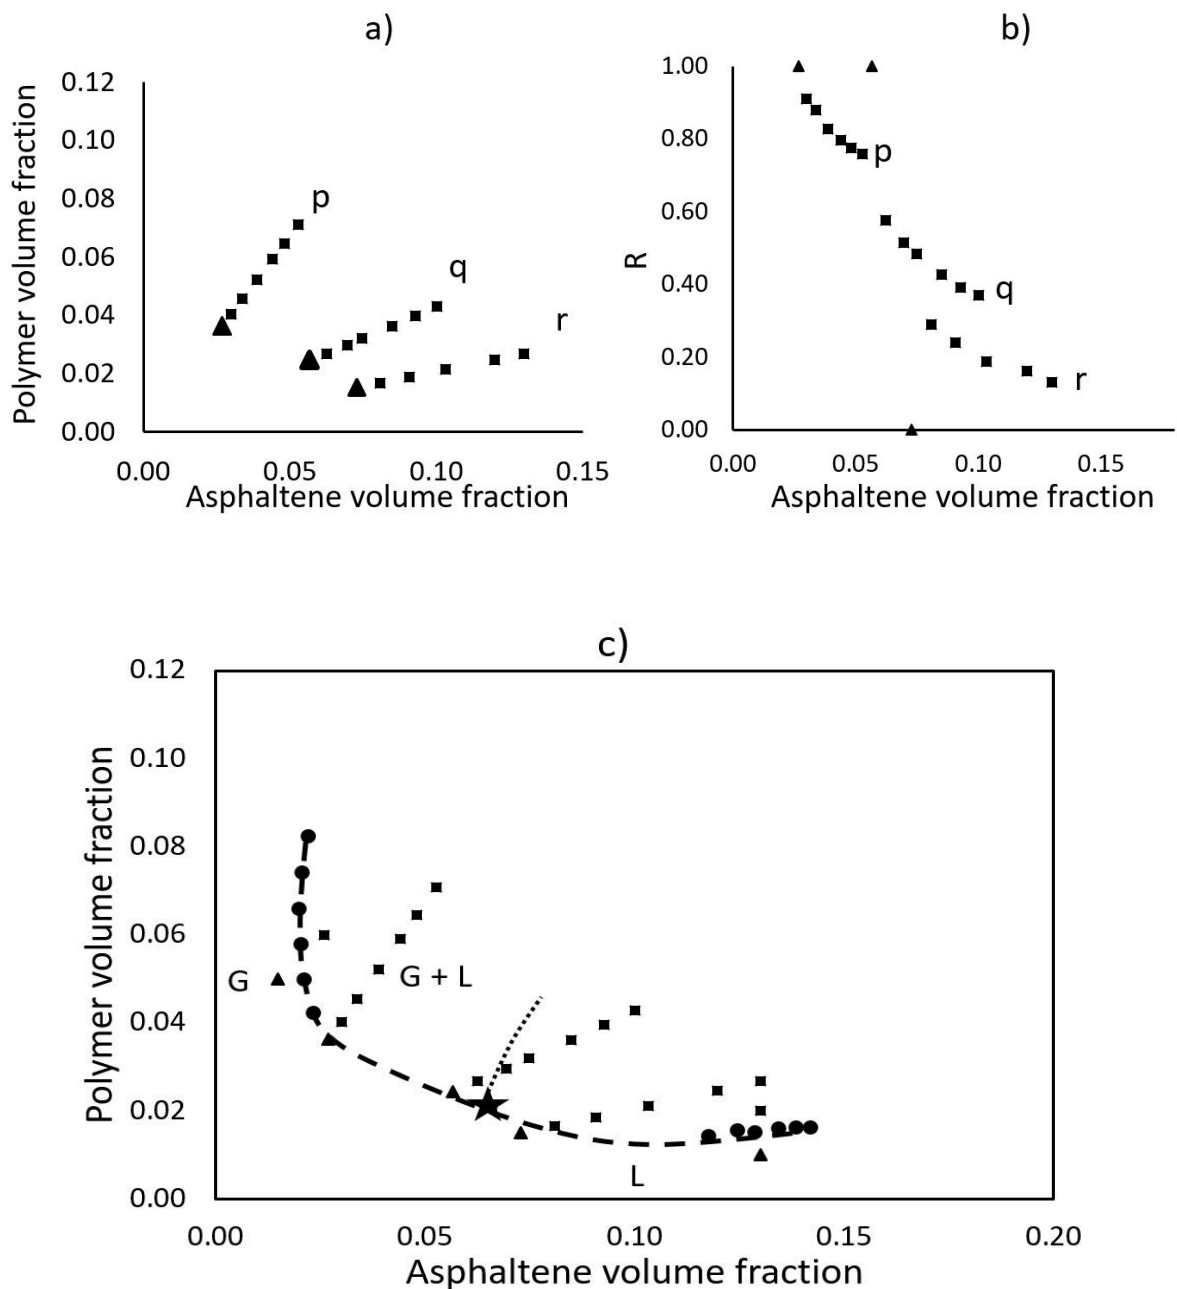 a)
Polymer volume fraction
0.12
0.10
0.08
0.06
0.04
0.02
0.00
p
q
r
0.00 0.05 0.10 0.15
Asphaltene volume fraction
b)
R
1.00
0.80
0.60
0.40
0.20
0.00
p
q
r
0.00 0.05 0.10 0.15
Asphaltene volume fraction
c)
Polymer volume fraction
0.12
0.10
0.08
0.06
0.04
0.02
0.00
G
G + L
L
0.00 0.05 0.10 0.15 0.20
Asphaltene volume fraction